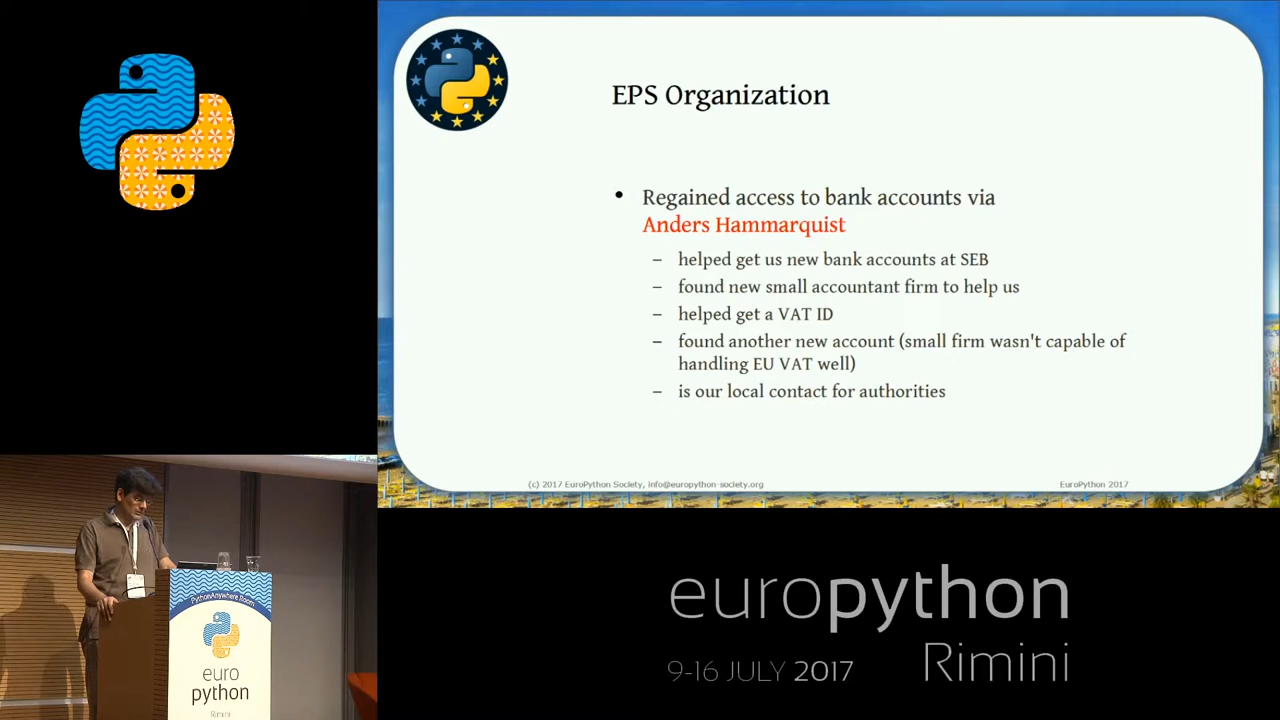 EPS Organization
• Regained access to bank accounts via
Anders Hammarquist
– helped get us new bank accounts at SEB
– found new small accountant firm to help us
– helped get a VAT ID
– found another new account (small firm wasn't capable of
handling EU VAT well)
– is our local contact for authorities
(c) 2017 EuroPython Society, info@europython-society.org
EuroPython 2017
PythonAnywhere Room
euro
python
Rimini
europython
9-16 JULY 2017
Rimini